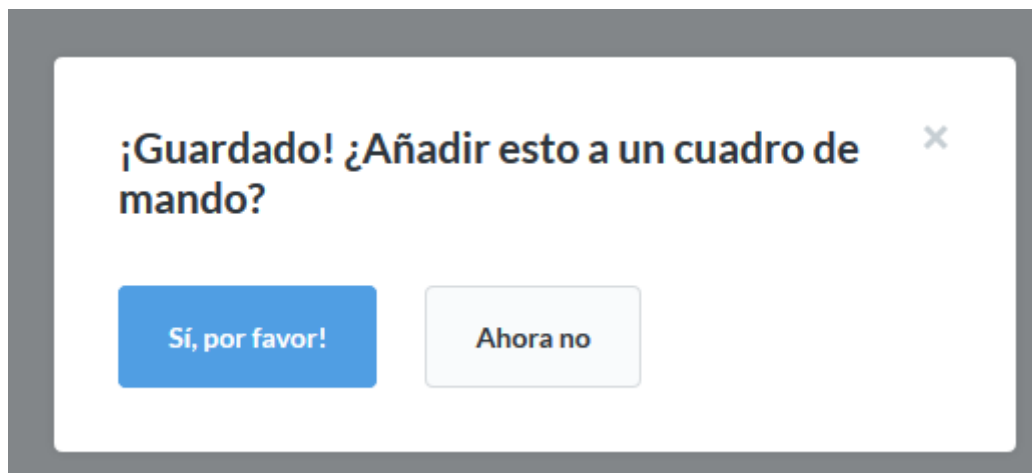 ¡Guardado! ¿Añadir esto a un cuadro de
mando?
Sí, por favor!
Ahora no